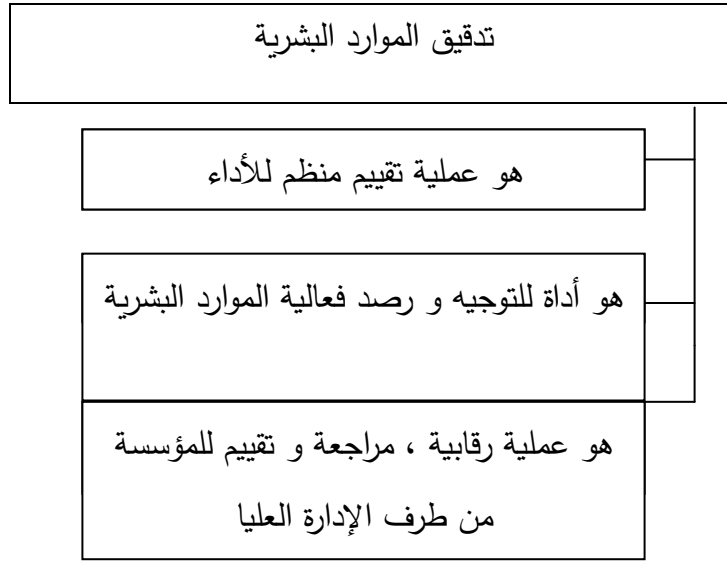 تدقيق الموارد البشرية
هو عملية تقييم منظم للأداء
هو أداة للتوجيه و رصد فعالية الموارد البشرية
هو عملية رقابية ، مراجعة و تقييم للمؤسسة
من طرف الإدارة العليا